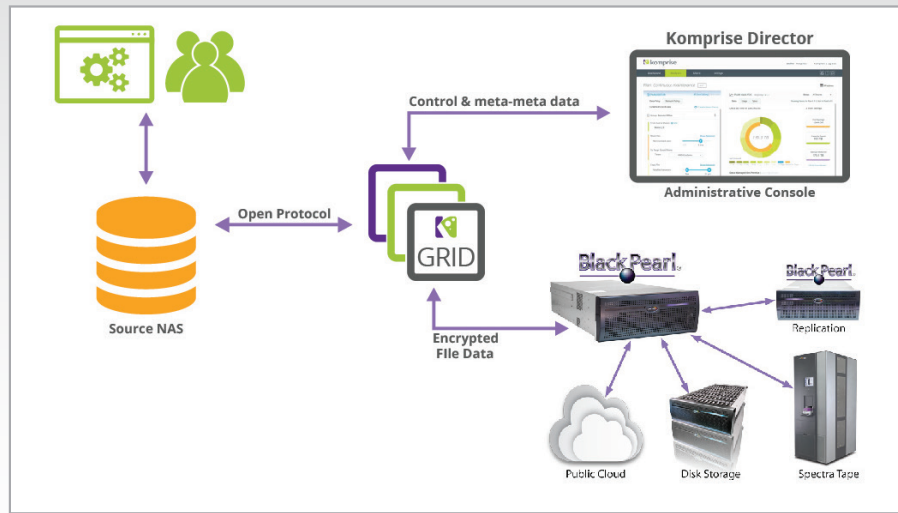 Komprise Director
komprise
Control & meta-meta data
Administrative Console
Open Protocol
GRID
Source NAS
BlackPearl
BlackPearl
Replication
Encrypted
FIle Data
Public Cloud
Disk Storage
Spectra Tape